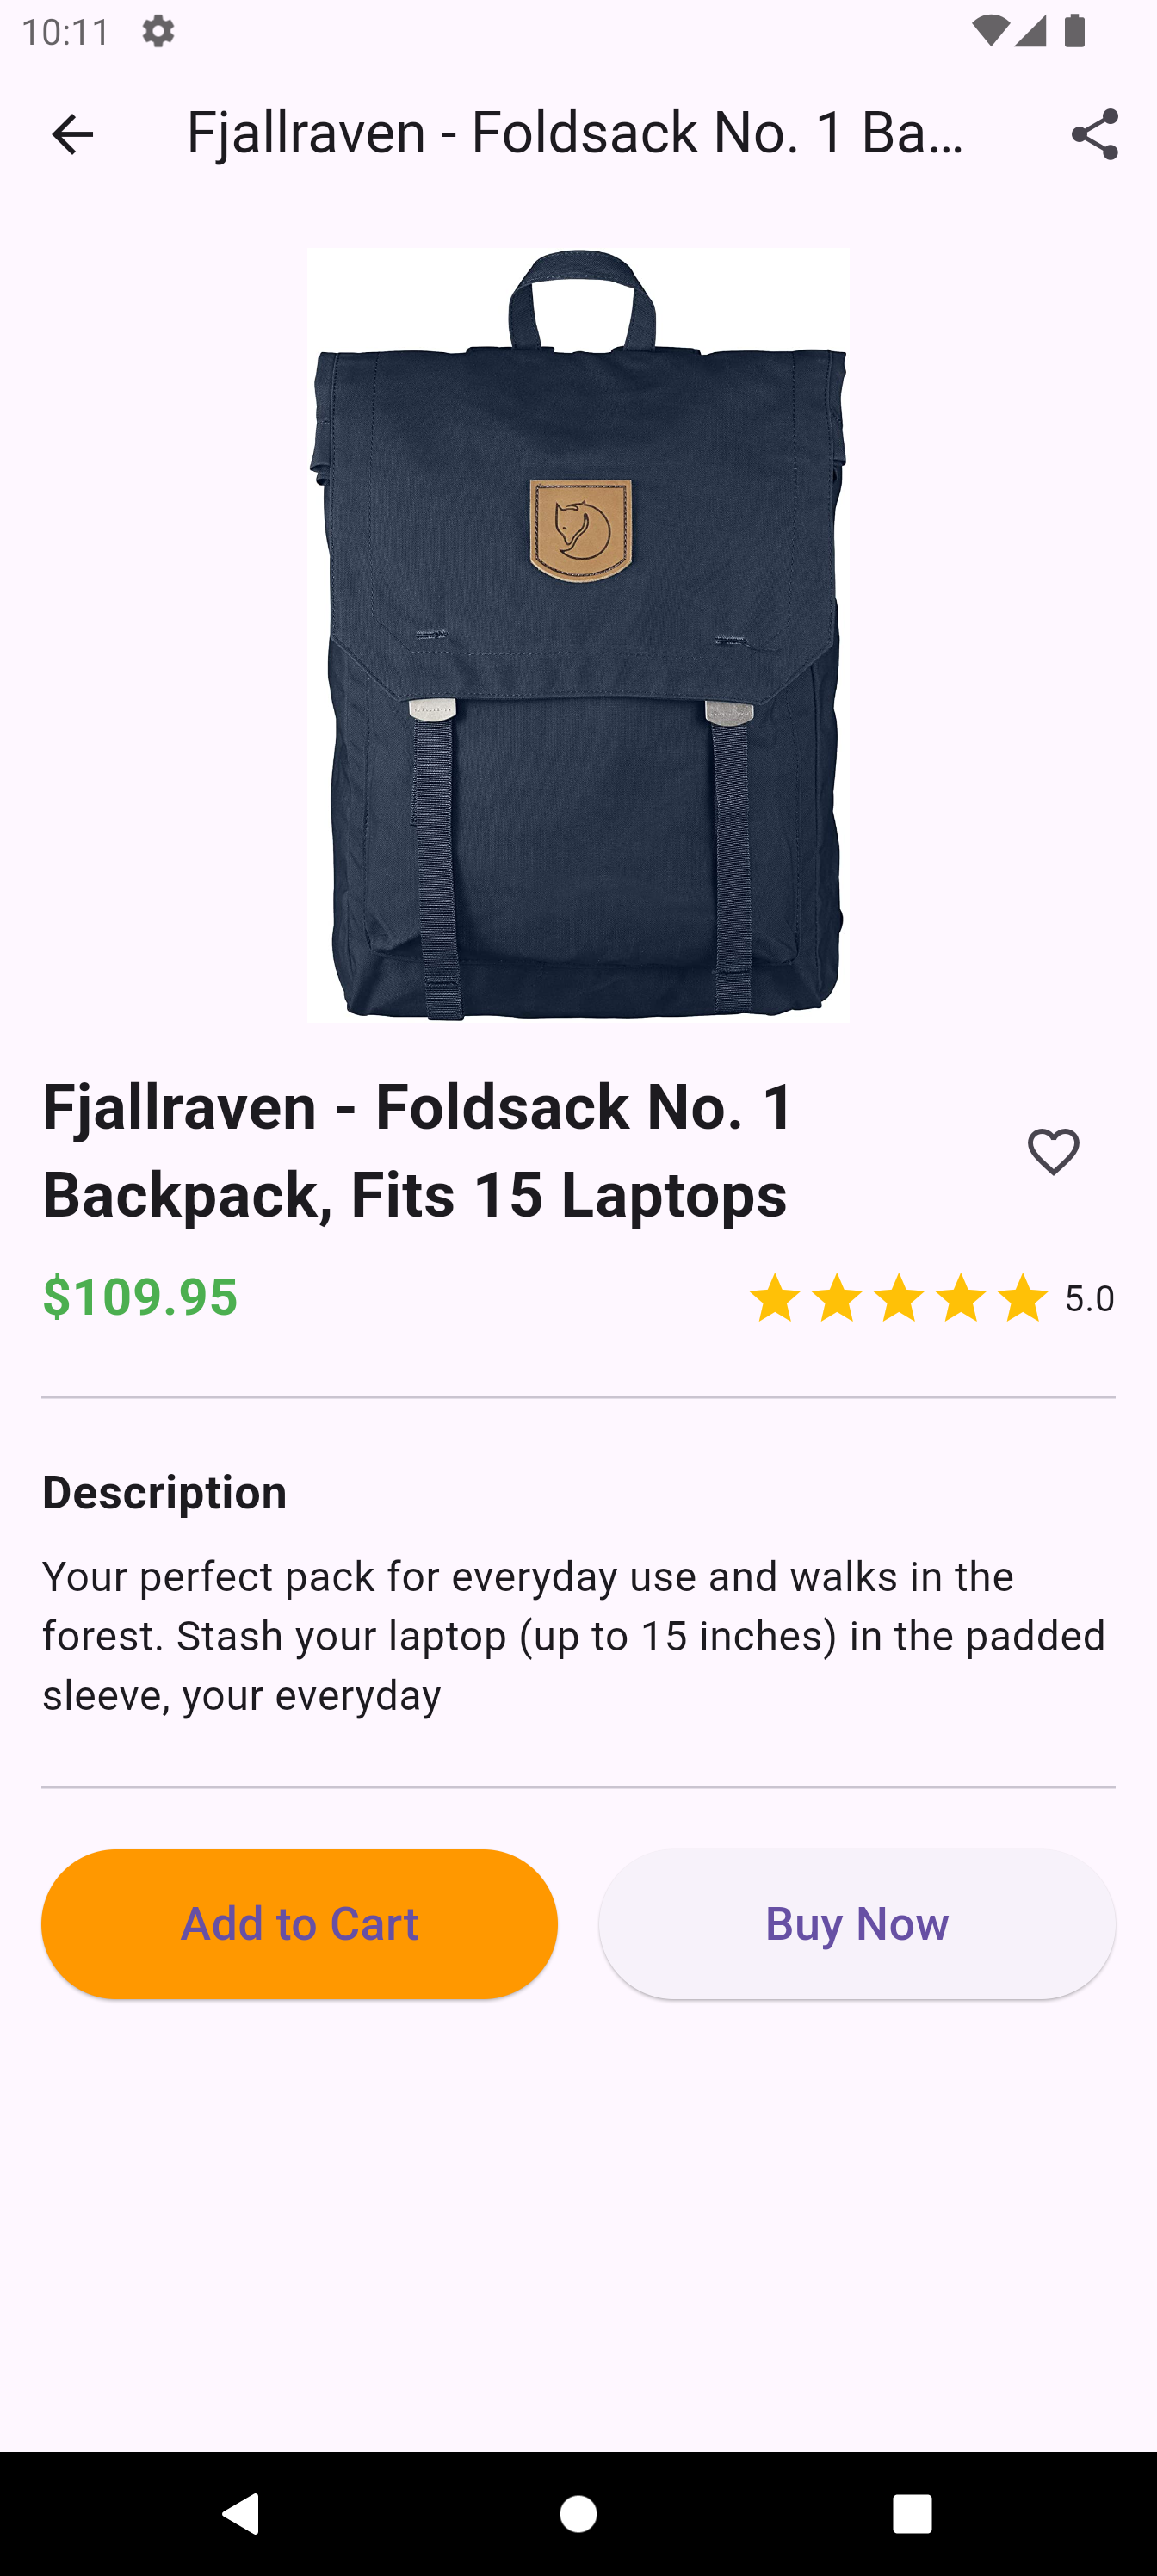 10:11
Fjallraven - Foldsack No. 1 Ba...
Fjallraven - Foldsack No. 1
Backpack, Fits 15 Laptops
$109.95
5.0
Description
Your perfect pack for everyday use and walks in the
forest. Stash your laptop (up to 15 inches) in the padded
sleeve, your everyday
Add to Cart
Buy Now